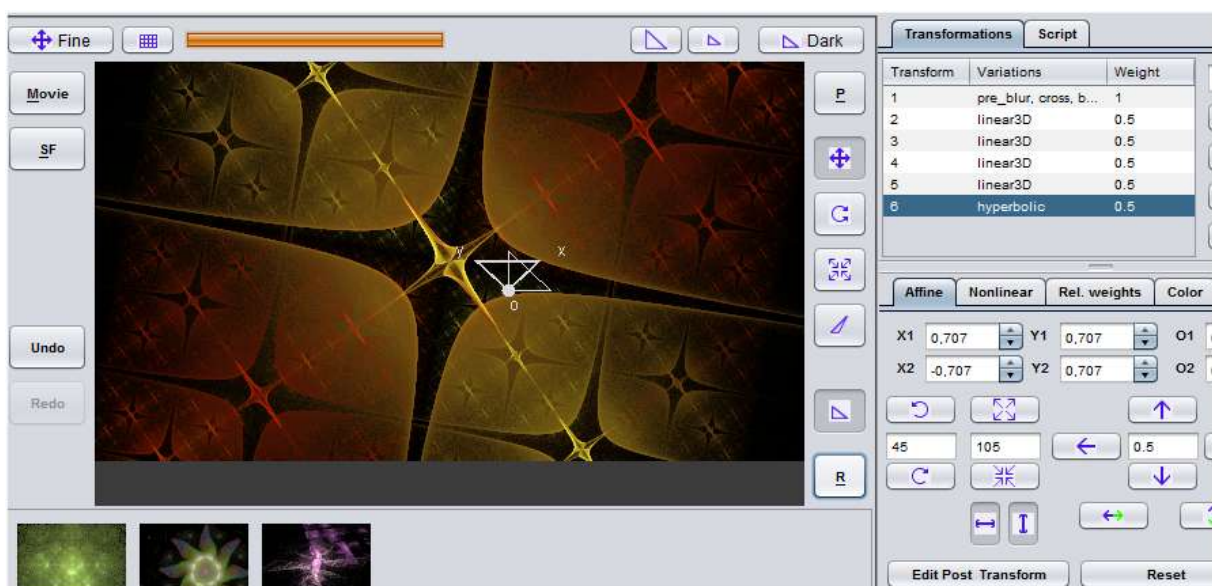 Fine
Dark
Movie
SF
Undo
Redo
y
x
0
P
R
Transformations Script
Transform Variations Weight
1 pre_blur, cross, b... 1
2 linear3D 0.5
3 linear3D 0.5
4 linear3D 0.5
5 linear3D 0.5
6 hyperbolic 0.5
Affine Nonlinear Rel. weights Color
X1 0,707 Y1 0,707 O1
X2 -0,707 Y2 0,707 O2
45 105 0.5
Edit Post Transform Reset